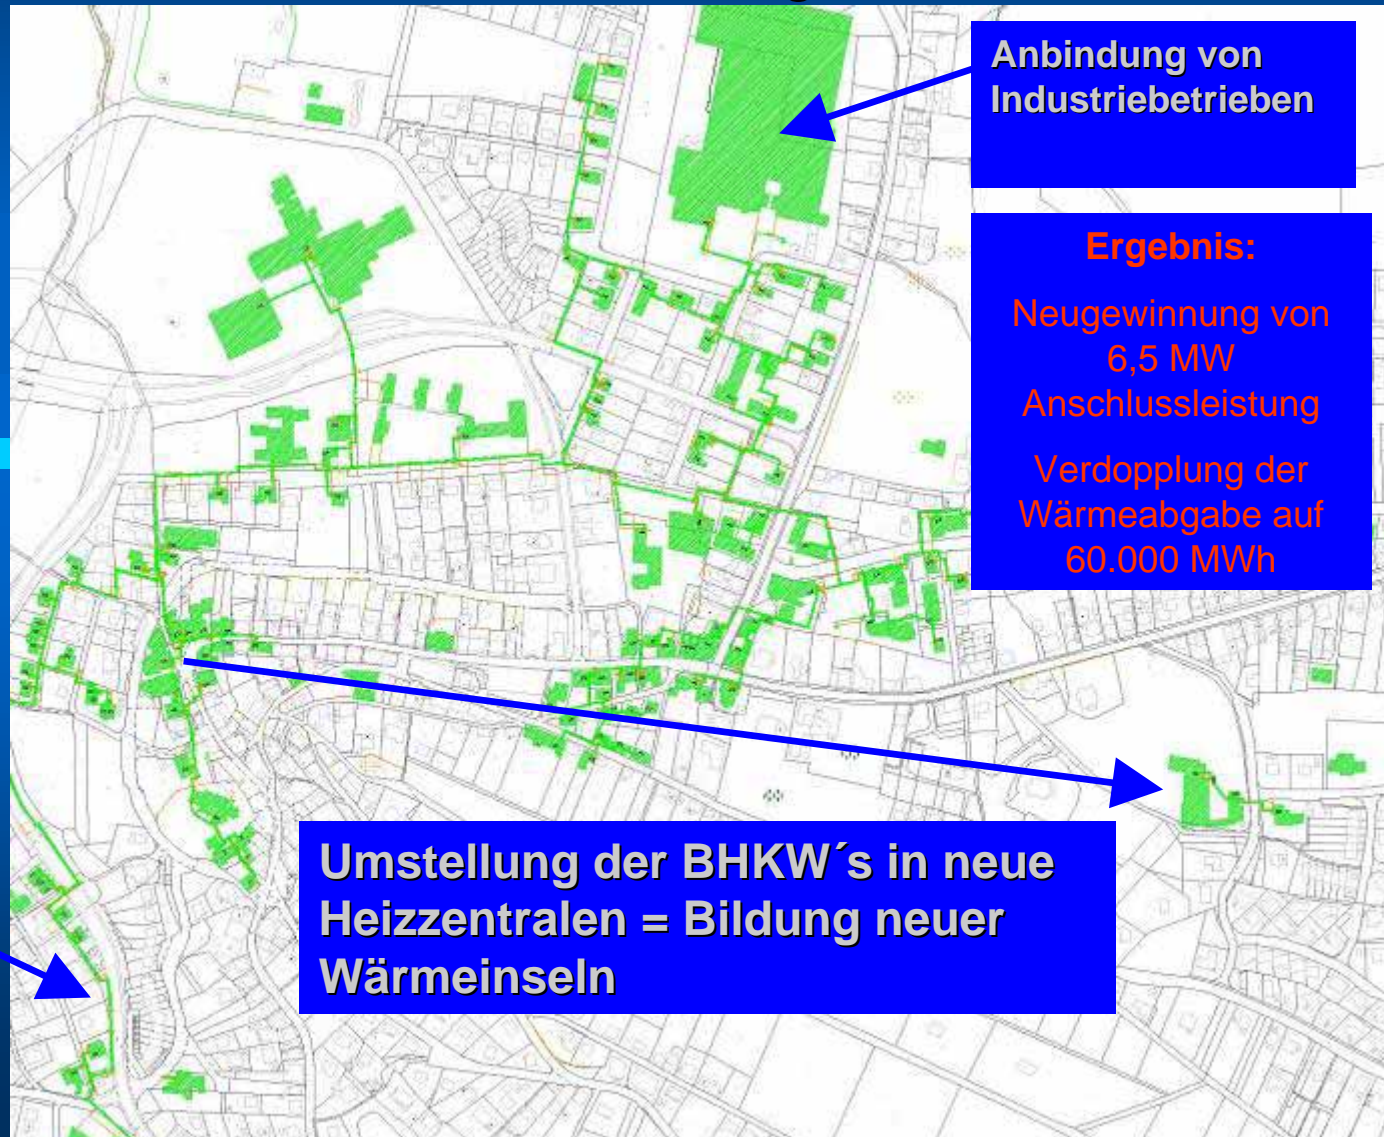 Anbindung von
Industriebetrieben
Ergebnis:
Neugewinnung von
6,5 MW
Anschlussleistung
Verdopplung der
Wärmeabgabe auf
60.000 MWh
Umstellung der BHKW´s in neue
Heizzentralen = Bildung neuer
Wärmeinseln